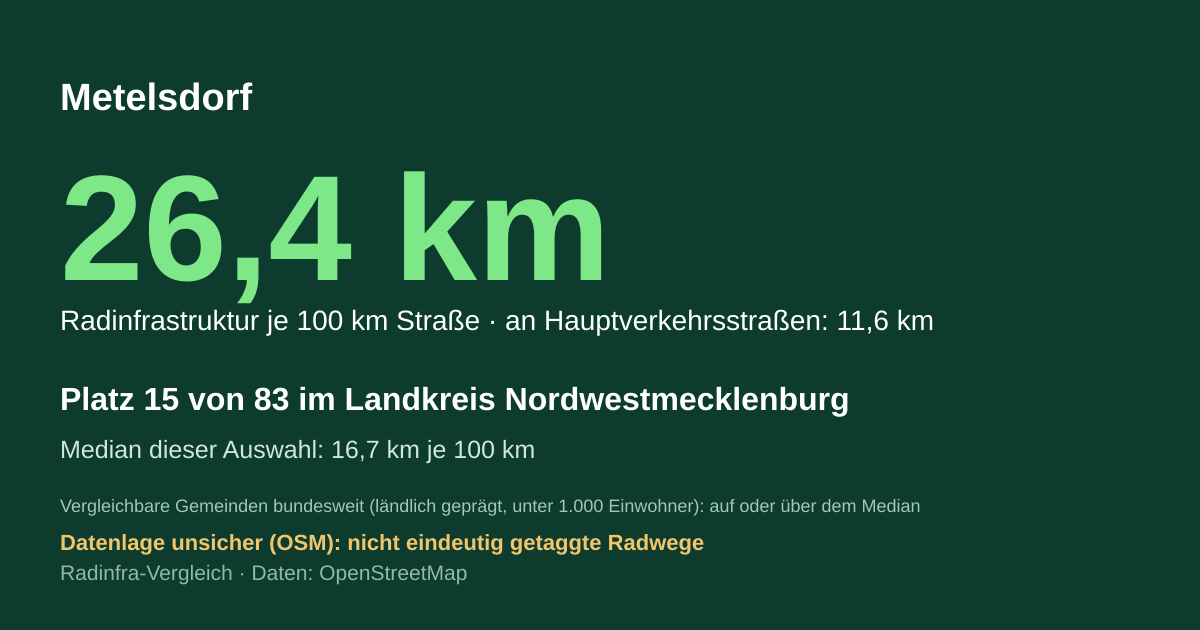 Metelsdorf
26,4 km
Radinfrastruktur je 100 km Straße · an Hauptverkehrsstraßen: 11,6 km
Platz 15 von 83 im Landkreis Nordwestmecklenburg
Median dieser Auswahl: 16,7 km je 100 km
Vergleichbare Gemeinden bundesweit (ländlich geprägt, unter 1.000 Einwohner): auf oder über dem Median
Datenlage unsicher (OSM): nicht eindeutig getaggte Radwege
Radinfra-Vergleich · Daten: OpenStreetMap